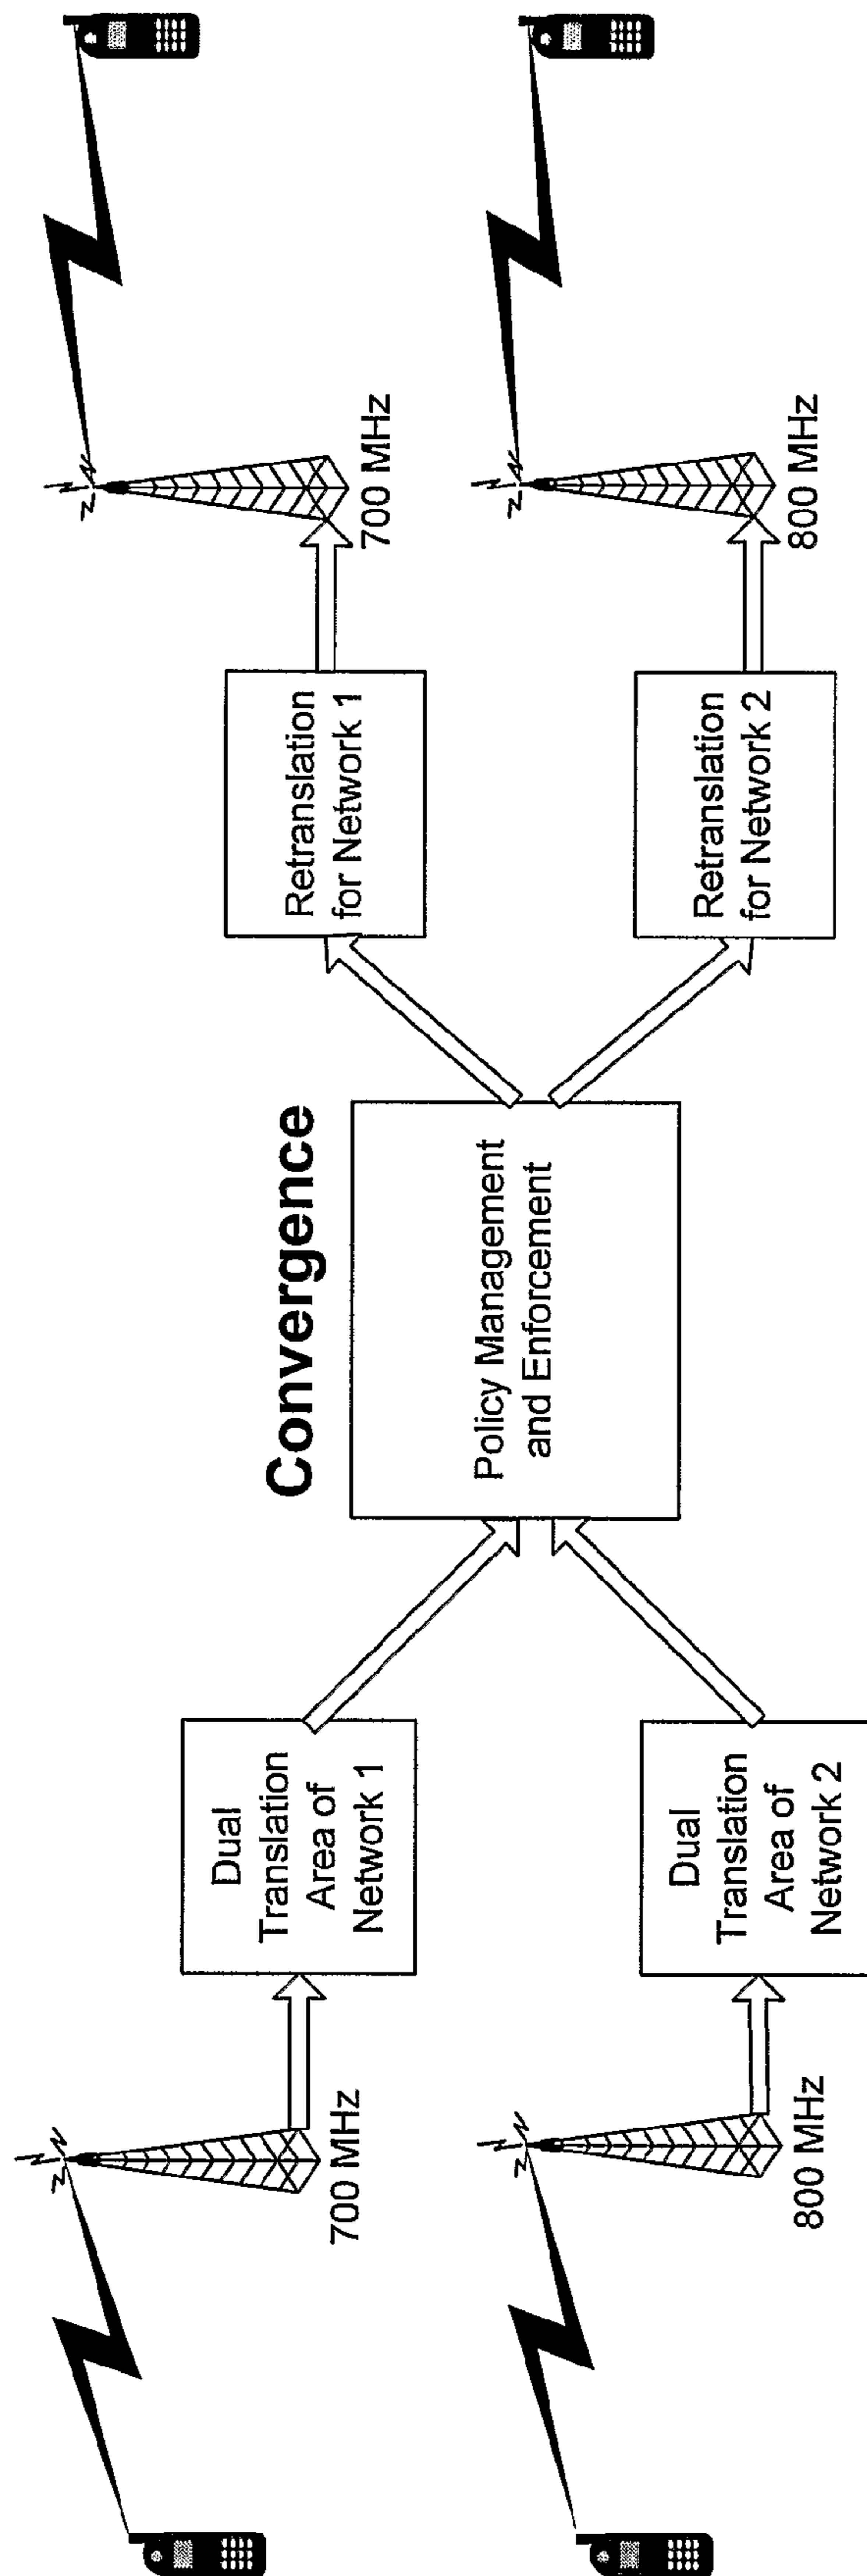 Convergence
700 MHz
Dual
Translation
Area of
Network 1
Policy Management
and Enforcement
Retranslation
for Network 1
700 MHz
800 MHz
Dual
Translation
Area of
Network 2
Retranslation
for Network 2
800 MHz